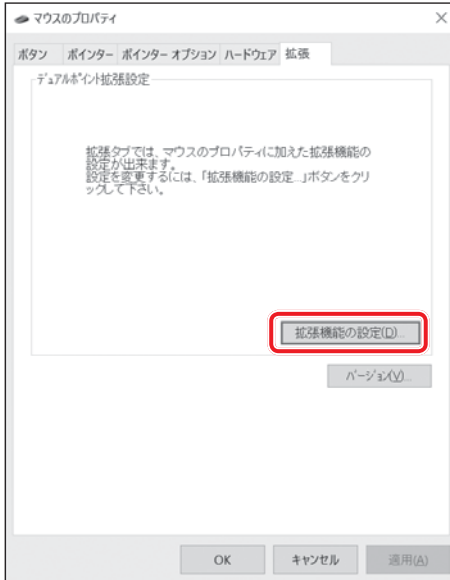 マウスのプロパティ
ボタン ポインター ポインター オプション ハードウェア 拡張
デュアルポイント拡張設定
拡張タブでは、マウスのプロパティに加えた拡張機能の
設定が出来ます。
設定を変更するには、「拡張機能の設定...」ボタンをクリ
ックして下さい。
拡張機能の設定(D)...
バージョン(V)...
OK キャンセル 適用(A)